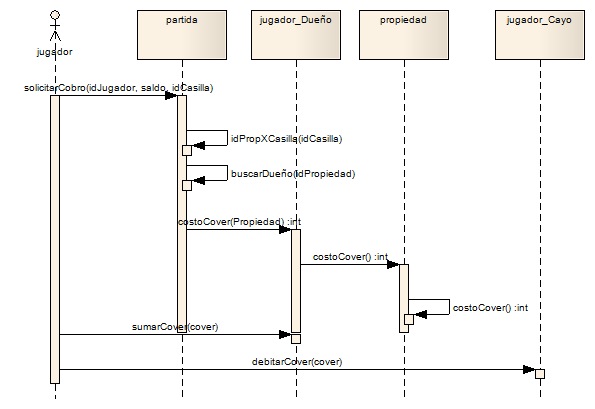 partida
jugador_Dueño
propiedad
jugador_Cayo
jugador
solicitarCobro(idJugador, saldo, idCasilla)
idPropXCasilla(idCasilla)
buscarDueño(idPropiedad)
costoCover(Propiedad) :int
costoCover() :int
costoCover() :int
sumarCover(cover)
debitarCover(cover)